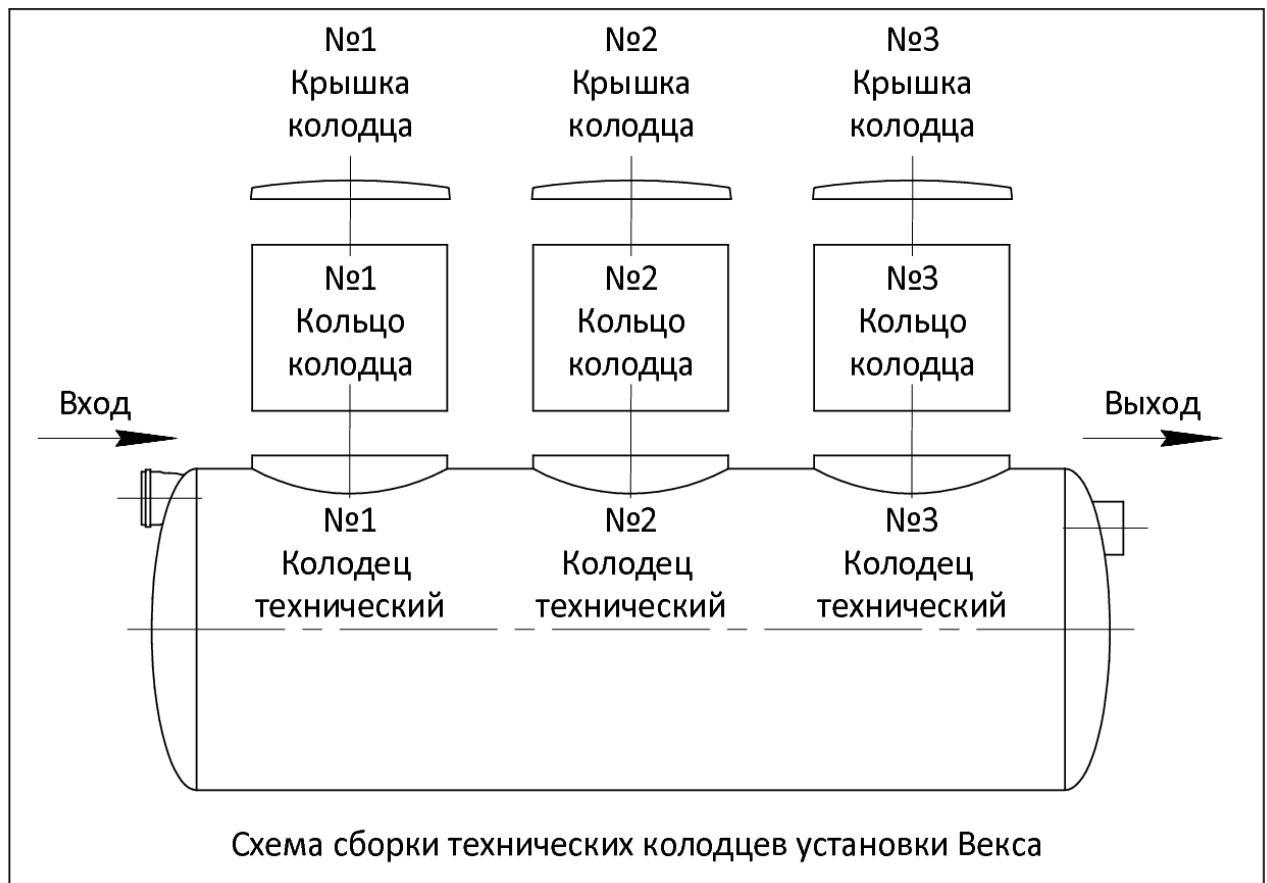 №1
Крышка
колодца
№2
Крышка
колодца
№3
Крышка
колодца
№1
Кольцо
колодца
№2
Кольцо
колодца
№3
Кольцо
колодца
Вход
Выход
№1
Колодец
технический
№2
Колодец
технический
№3
Колодец
технический
Схема сборки технических колодцев установки Векса